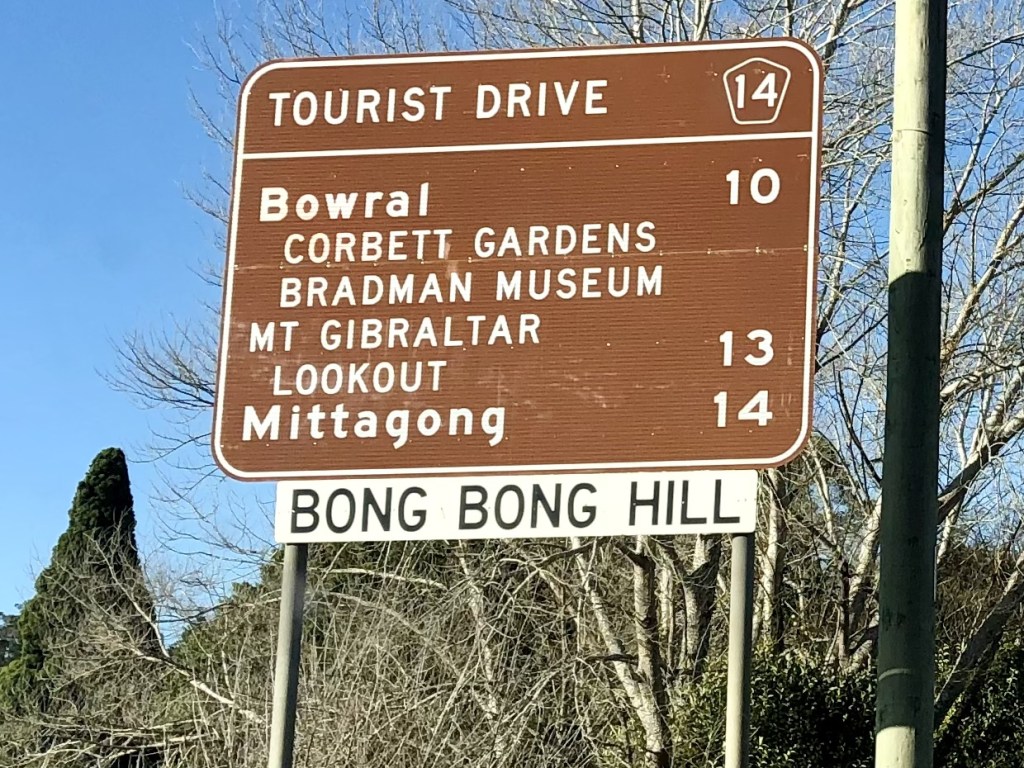 TOURIST DRIVE 14
Bowral 10
CORBETT GARDENS
BRADMAN MUSEUM
MT GIBRALTAR
LOOKOUT 13
Mittagong 14
BONG BONG HILL